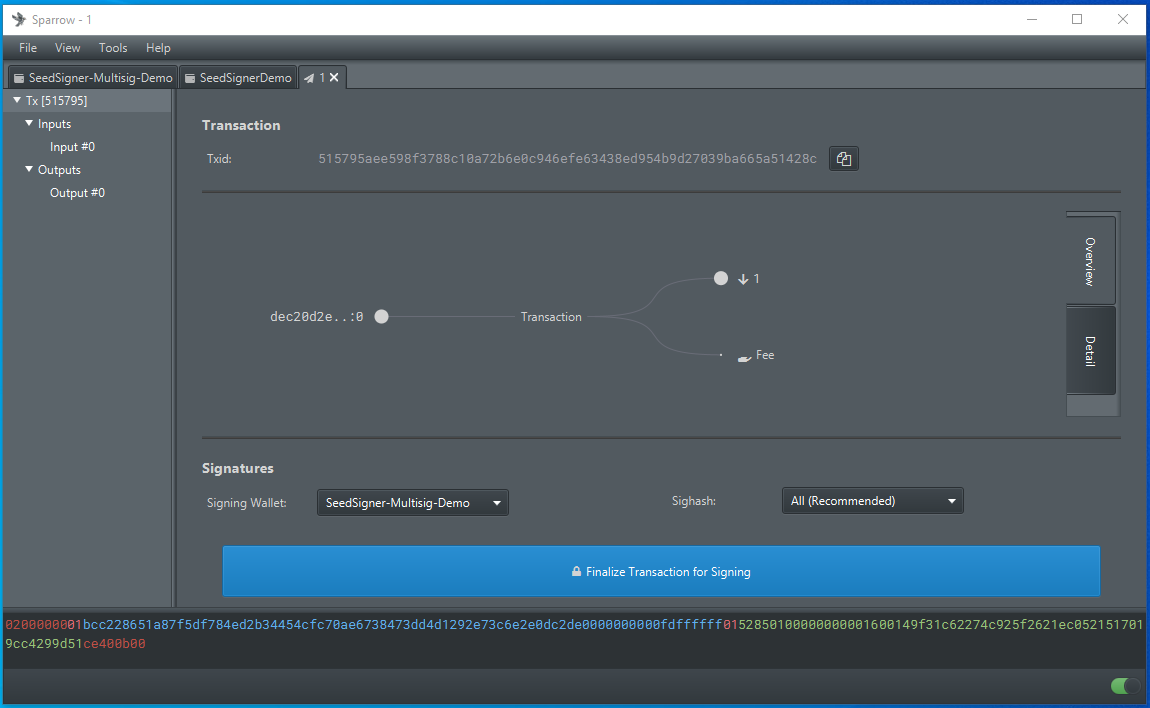 Sparrow - 1
File View Tools Help
SeedSigner-Multisig-Demo SeedSignerDemo 1
Tx [515795]
Inputs
Input #0
Outputs
Output #0
Transaction
Txid: 515795aee598f3788c10a72b6e0c946efe63438ed954b9d27039ba665a51428c
dec20d2e..:0
Transaction
1
Fee
Overview
Detail
Signatures
Signing Wallet: SeedSigner-Multisig-Demo Sighash: All (Recommended)
Finalize Transaction for Signing
0200000001bcc228651a87f5df784ed2b34454cfc70ae6738473dd4d1292e73c6e2e0dc2de0000000000fdffffff0152850100000000001600149f31c62274c925f2621ec0521517019
9cc4299d51ce400b00